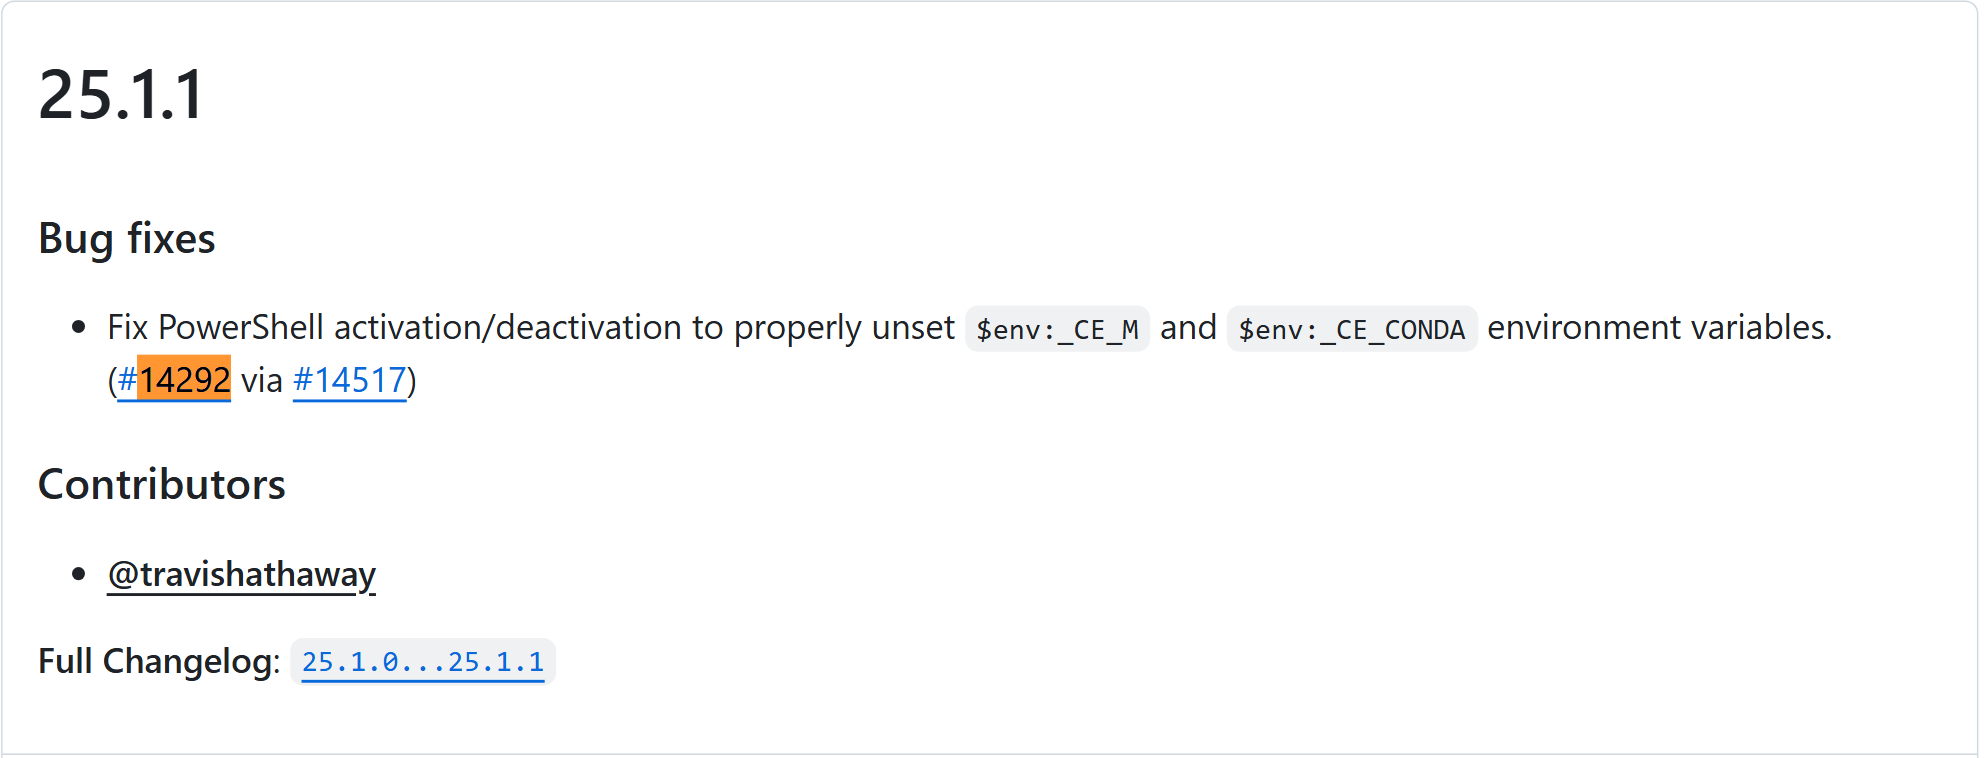 25.1.1
Bug fixes
• Fix PowerShell activation/deactivation to properly unset $env:_CE_M and $env:_CE_CONDA environment variables.
(#14292 via #14517)
Contributors
• @travishathaway
Full Changelog: 25.1.0...25.1.1